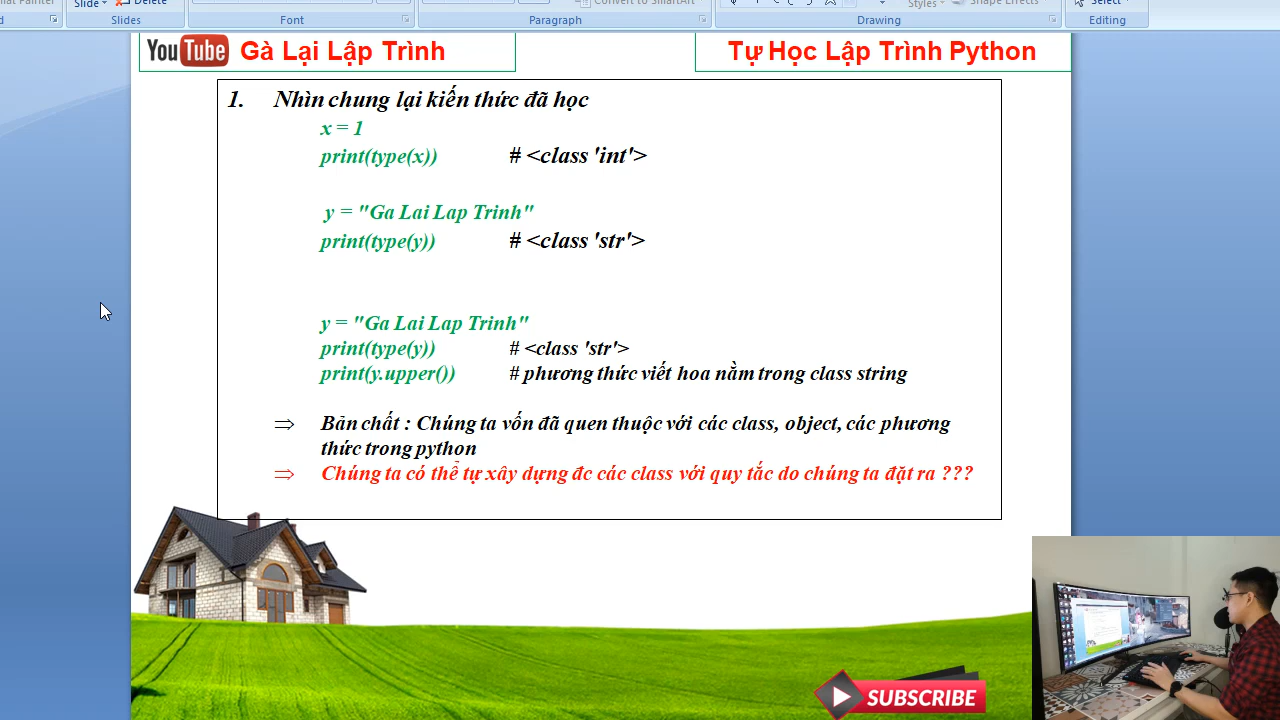 Slide
Delete
Convert to SmartArt
Styles
Shape Effects
Select
Slides
Font
Paragraph
Drawing
Editing
YouTube Gà Lại Lập Trình
Tự Học Lập Trình Python
1. Nhìn chung lại kiến thức đã học
x = 1
print(type(x)) # <class 'int'>
y = "Ga Lai Lap Trinh"
print(type(y)) # <class 'str'>
y = "Ga Lai Lap Trinh"
print(type(y)) # <class 'str'>
print(y.upper()) # phương thức viết hoa nằm trong class string
⇒ Bản chất : Chúng ta vốn đã quen thuộc với các class, object, các phương
thức trong python
⇒ Chúng ta có thể tự xây dựng đc các class với quy tắc do chúng ta đặt ra ???
SUBSCRIBE